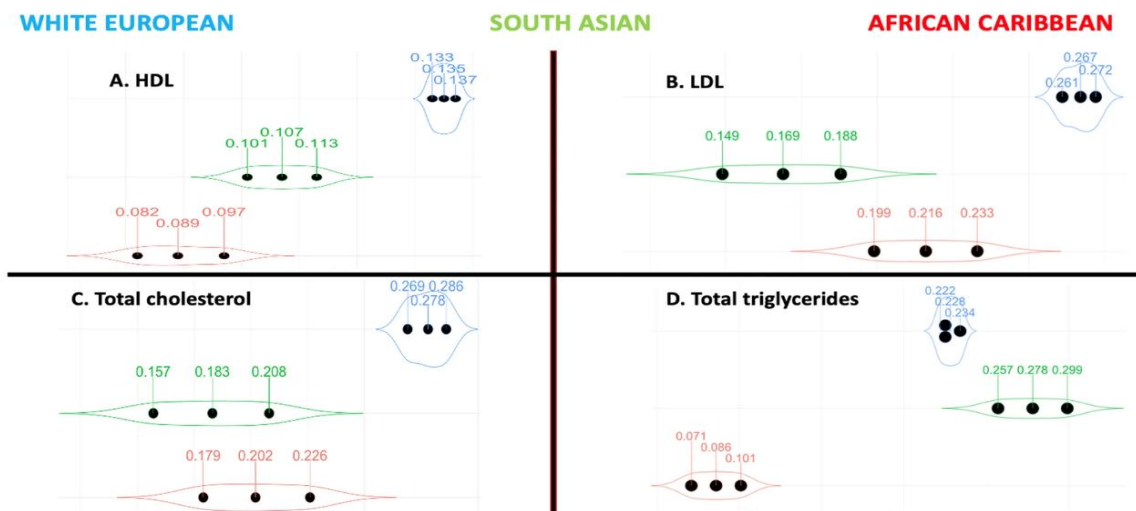 WHITE EUROPEAN SOUTH ASIAN AFRICAN CARIBBEAN
A. HDL
0.133
0.135
0.137
0.107
0.101 0.113
0.082 0.097
0.089
B. LDL
0.267
0.261 0.272
0.149 0.169 0.188
0.199 0.216 0.233
C. Total cholesterol
0.269 0.286
0.278
0.157 0.183 0.208
0.179 0.202 0.226
D. Total triglycerides
0.222
0.228
0.234
0.257 0.278 0.299
0.071
0.086
0.101